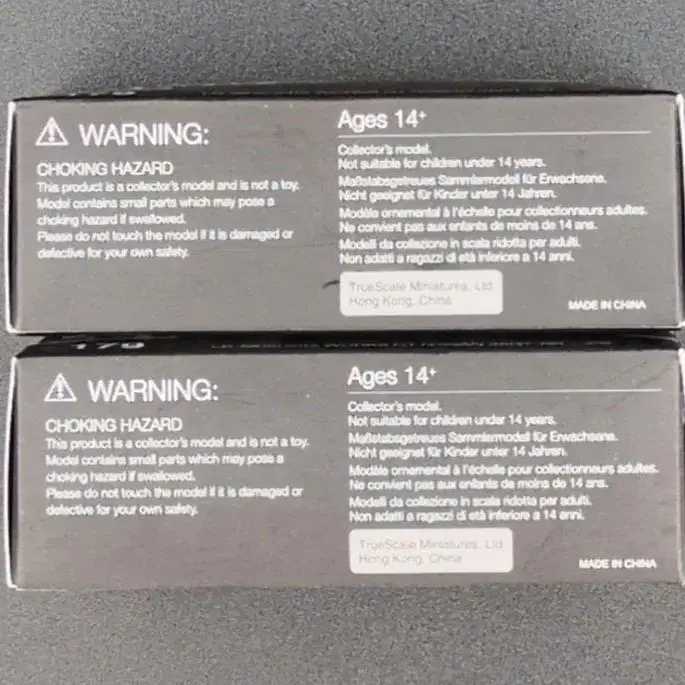 WARNING:
CHOKING HAZARD
This product is a collector's model and is not a toy.
Model contains small parts which may pose a
choking hazard if swallowed.
Please do not touch the model if it is damaged or
defective for your own safety.
Ages 14+
Collector's model.
Not suitable for children under 14 years.
Maßstabsgetreues Sammlermodell für Erwachsene.
Nicht geeignet für Kinder unter 14 Jahren.
Modèle ornemental à l'échelle pour collectionneurs adultes.
Ne convient pas aux enfants de moins de 14 ans.
Modelli da collezione in scala ridotta per adulti.
Non adatti a ragazzi di età inferiore a 14 anni.
TrueScale Miniatures, Ltd
Hong Kong, China
MADE IN CHINA
WARNING:
CHOKING HAZARD
This product is a collector's model and is not a toy.
Model contains small parts which may pose a
choking hazard if swallowed.
Please do not touch the model if it is damaged or
defective for your own safety.
Ages 14+
Collector's model.
Not suitable for children under 14 years.
Maßstabsgetreues Sammlermodell für Erwachsene.
Nicht geeignet für Kinder unter 14 Jahren.
Modèle ornemental à l'échelle pour collectionneurs adultes.
Ne convient pas aux enfants de moins de 14 ans.
Modelli da collezione in scala ridotta per adulti.
Non adatti a ragazzi di età inferiore a 14 anni.
TrueScale Miniatures, Ltd
Hong Kong, China
MADE IN CHINA